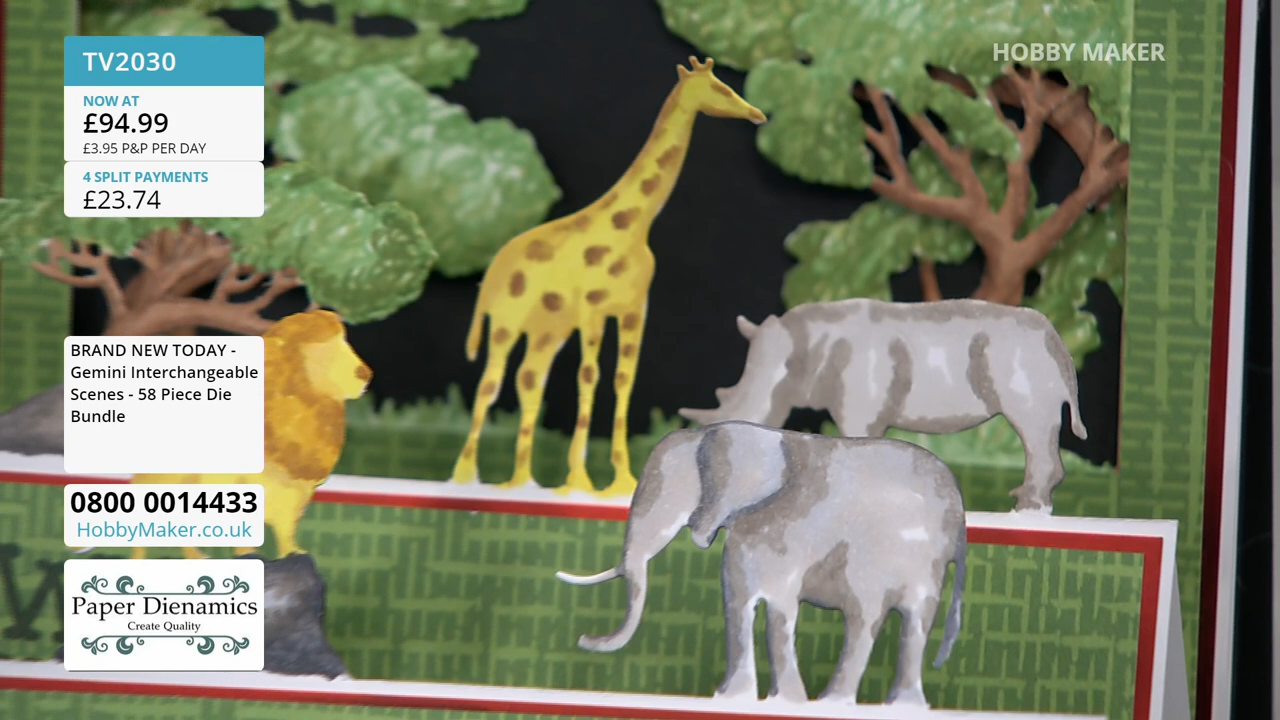 TV2030
HOBBY MAKER
NOW AT
£94.99
£3.95 P&P PER DAY
4 SPLIT PAYMENTS
£23.74
BRAND NEW TODAY -
Gemini Interchangeable
Scenes - 58 Piece Die
Bundle
0800 0014433
HobbyMaker.co.uk
Paper Dienamics
Create Quality